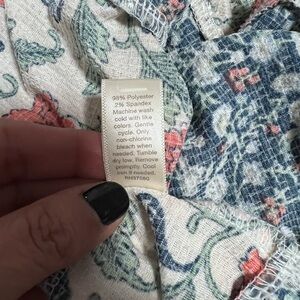 98% Polyester
2% Spandex
Machine wash
cold with like
colors. Gentle
cycle. Only
non-chlorine
bleach when
needed. Tumble
dry low. Remove
promptly. Cool
iron if needed.